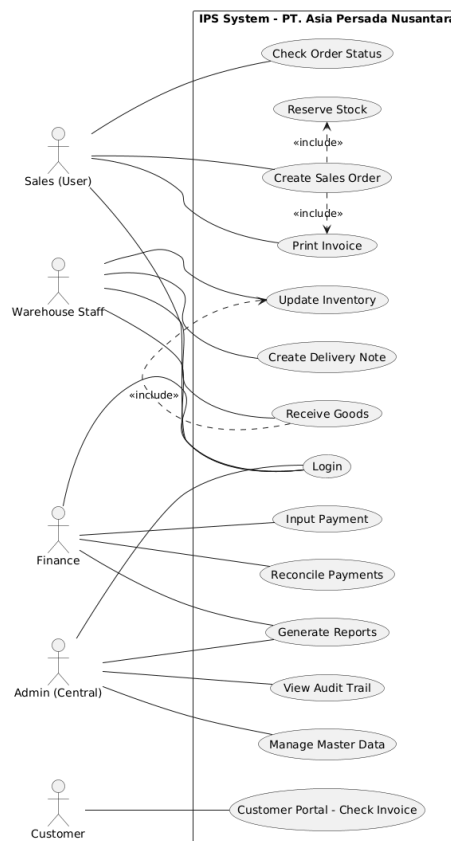 IPS System - PT. Asia Persada Nusantara
Check Order Status
Reserve Stock
«include»
Sales (User)
Create Sales Order
«include»
Print Invoice
Update Inventory
Warehouse Staff
Create Delivery Note
«include»
Receive Goods
Login
Input Payment
Finance
Reconcile Payments
Generate Reports
Admin (Central)
View Audit Trail
Manage Master Data
Customer Portal - Check Invoice
Customer